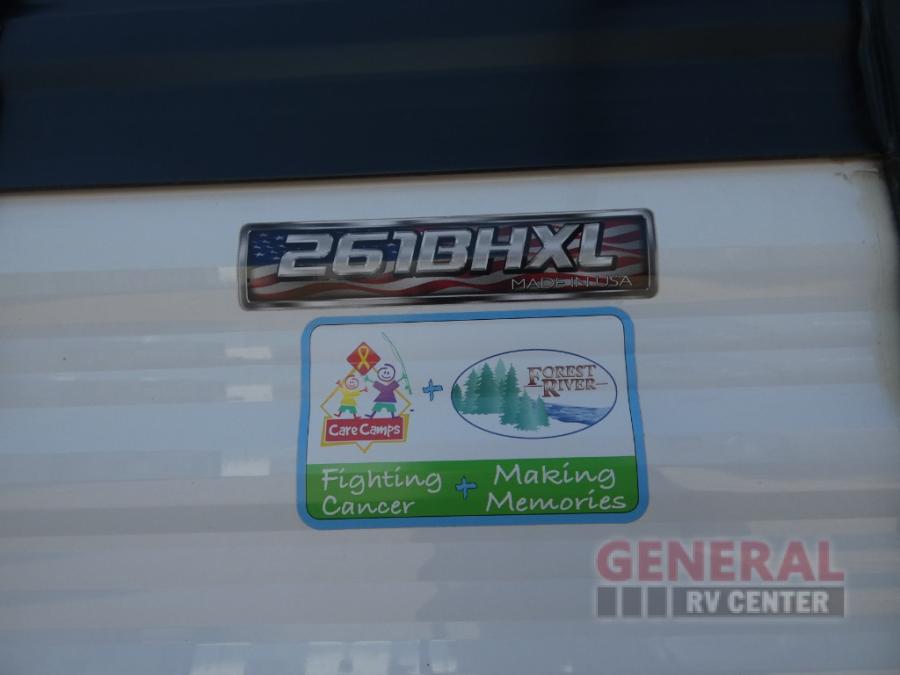 261BHXL
MADE IN USA
Care Camps
+
FOREST
RIVER
Fighting
Cancer
+
Making
Memories
GENERAL
RV CENTER